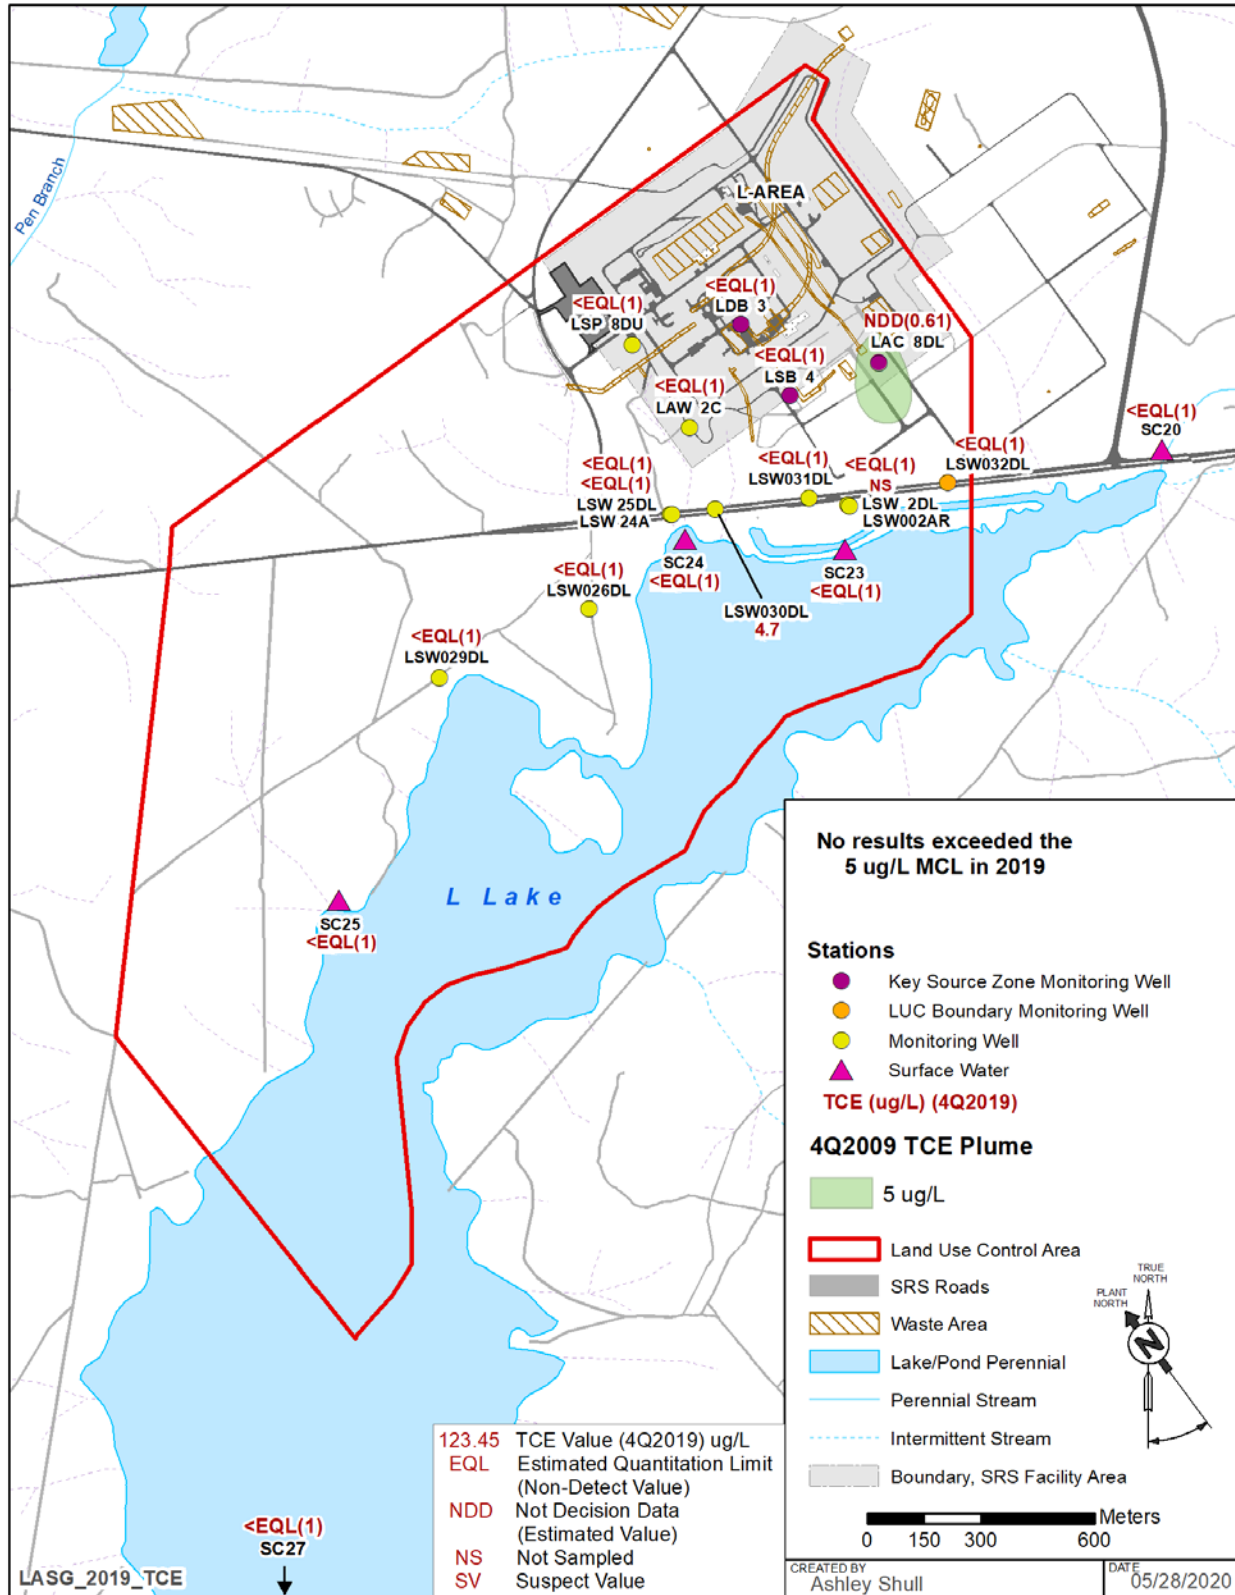 Pen Branch
L-AREA
<EQL(1)
LDB 3
<EQL(1)
LSP 8DU
NDD(0.61)
LAC 8DL
<EQL(1)
LSB 4
<EQL(1)
LAW 2C
<EQL(1)
SC20
<EQL(1)
LSW032DL
<EQL(1)
LSW031DL
<EQL(1)
NS
LSW 2DL
LSW002AR
<EQL(1)
<EQL(1)
LSW 25DL
LSW 24A
SC24
<EQL(1)
SC23
<EQL(1)
<EQL(1)
LSW026DL
LSW030DL
4.7
<EQL(1)
LSW029DL
L Lake
SC25
<EQL(1)
<EQL(1)
SC27
LASG_2019_TCE
No results exceeded the
5 ug/L MCL in 2019
Stations
Key Source Zone Monitoring Well
LUC Boundary Monitoring Well
Monitoring Well
Surface Water
TCE (ug/L) (4Q2019)
4Q2009 TCE Plume
5 ug/L
Land Use Control Area
SRS Roads
Waste Area
Lake/Pond Perennial
Perennial Stream
Intermittent Stream
Boundary, SRS Facility Area
TRUE
NORTH
PLANT
NORTH
N
Meters
0 150 300 600
123.45 TCE Value (4Q2019) ug/L
EQL Estimated Quantitation Limit
(Non-Detect Value)
NDD Not Decision Data
(Estimated Value)
NS Not Sampled
SV Suspect Value
CREATED BY
Ashley Shull
DATE
05/28/2020